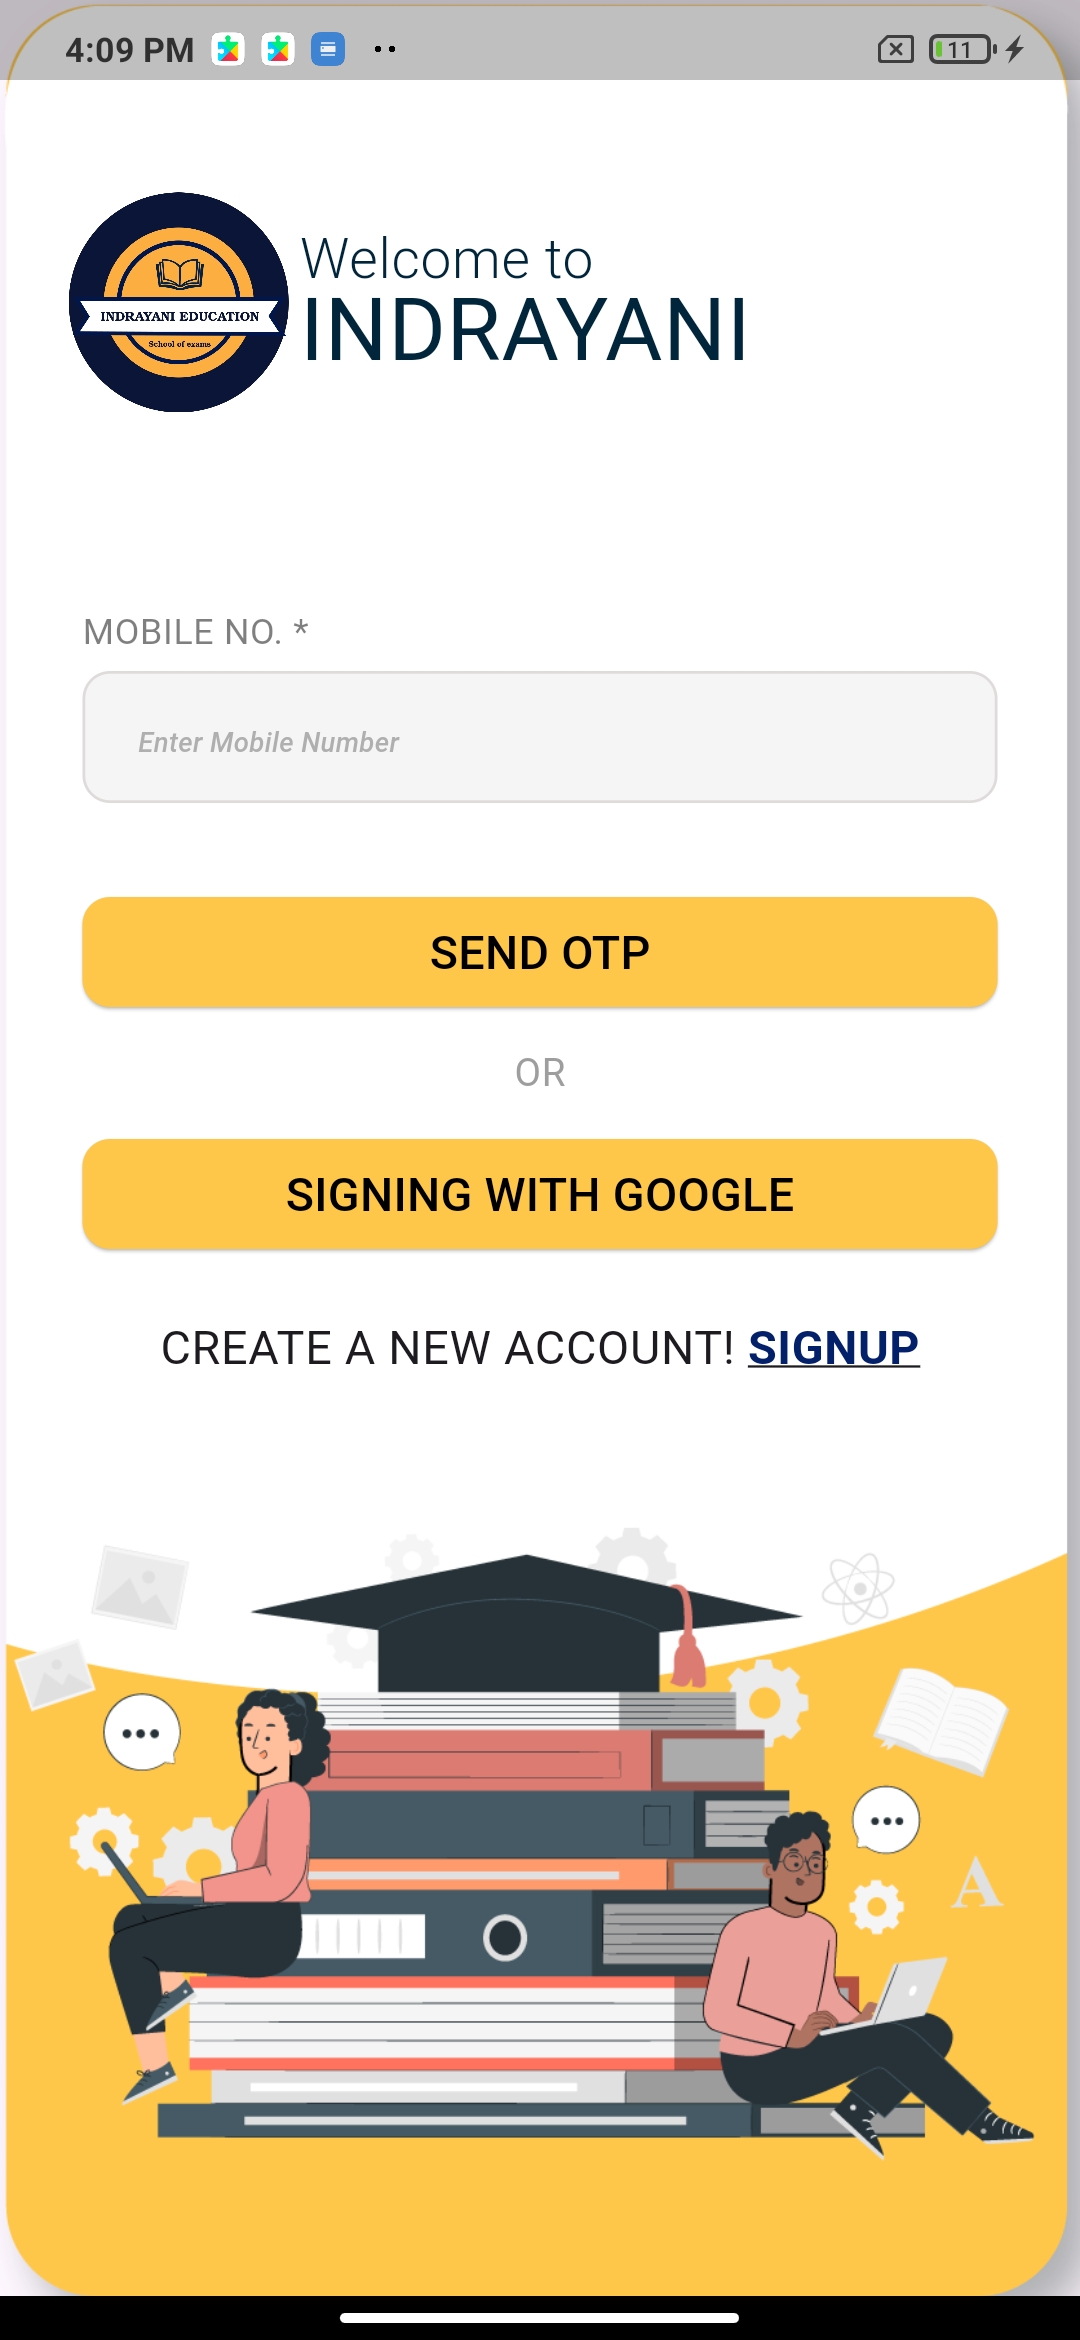 4:09 PM
11
INDRAYANI EDUCATION
School of exams
Welcome to
INDRAYANI
MOBILE NO. *
Enter Mobile Number
SEND OTP
OR
SIGNING WITH GOOGLE
CREATE A NEW ACCOUNT! SIGNUP
A